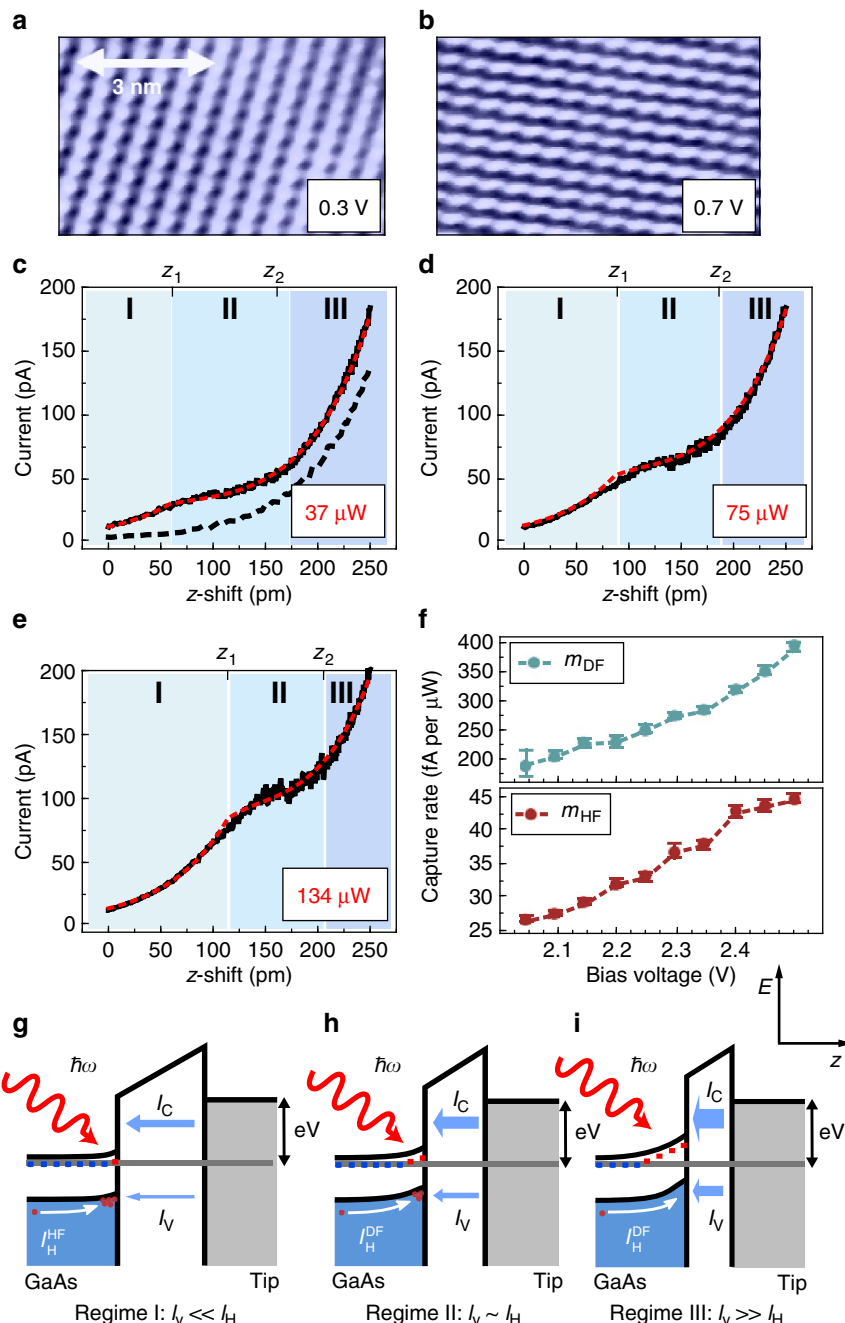 a
b
3 nm
0.3 V
0.7 V
c
d
z1
z2
z1
z2
200
150
100
50
0
Current (pA)
I
II
III
37 μW
0 50 100 150 200 250
z-shift (pm)
200
150
100
50
0
Current (pA)
I
II
III
75 μW
0 50 100 150 200 250
z-shift (pm)
e
f
z1
z2
200
150
100
50
0
Current (pA)
I
II
III
134 μW
0 50 100 150 200 250
z-shift (pm)
400
350
250
200
mDF
Capture rate (fA per μW)
45
35
30
25
mHF
2.1 2.2 2.3 2.4
Bias voltage (V)
E
z
g
h
i
ħω
IC
eV
IV
IHHF
GaAs
Tip
Regime I: Iv << IH
ħω
IC
eV
IV
IHDF
GaAs
Tip
Regime II: Iv ~ IH
ħω
IC
eV
IV
IHDF
GaAs
Tip
Regime III: Iv >> IH